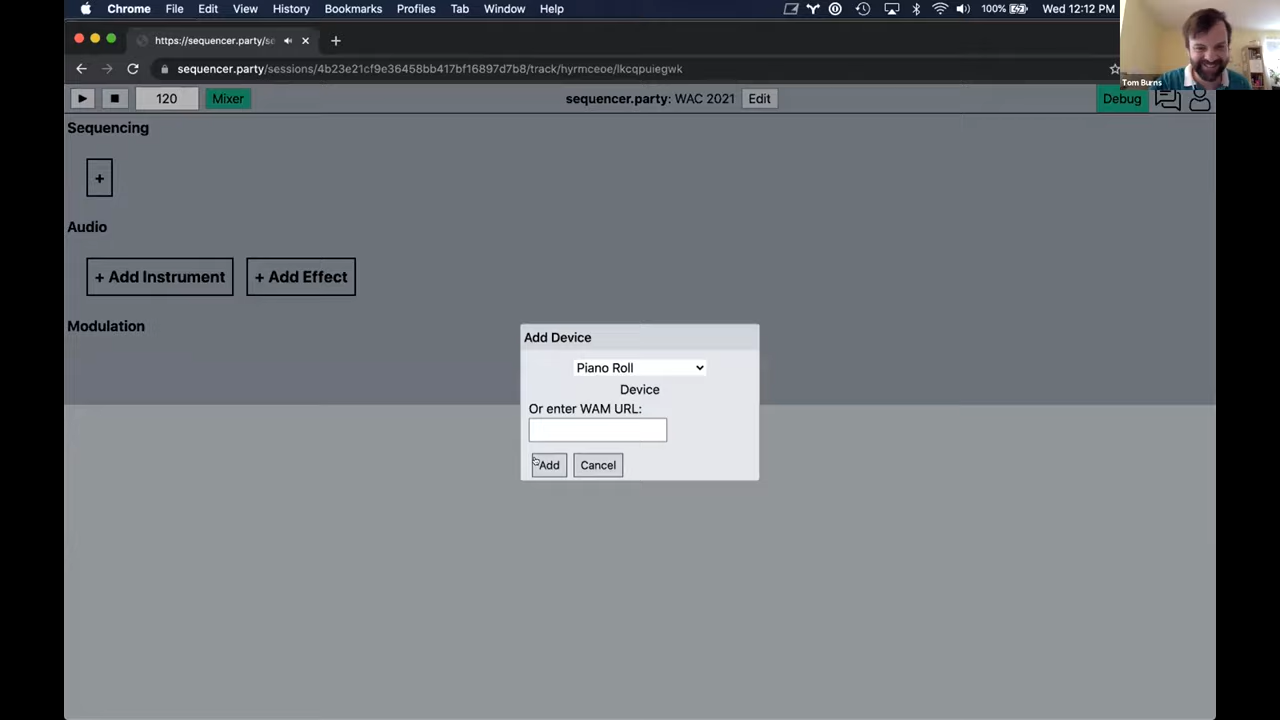 Chrome File Edit View History Bookmarks Profiles Tab Window Help 100% Wed 12:12 PM
https://sequencer.party/s
sequencer.party/sessions/4b23e21cf9e36458bb417bf16897d7b8/track/hyrmceoe/lkcqpuiegwk
Tom Burns
120 Mixer sequencer.party: WAC 2021 Edit Debug
Sequencing
+
Audio
+ Add Instrument + Add Effect
Modulation
Add Device
Piano Roll
Device
Or enter WAM URL:
Add Cancel